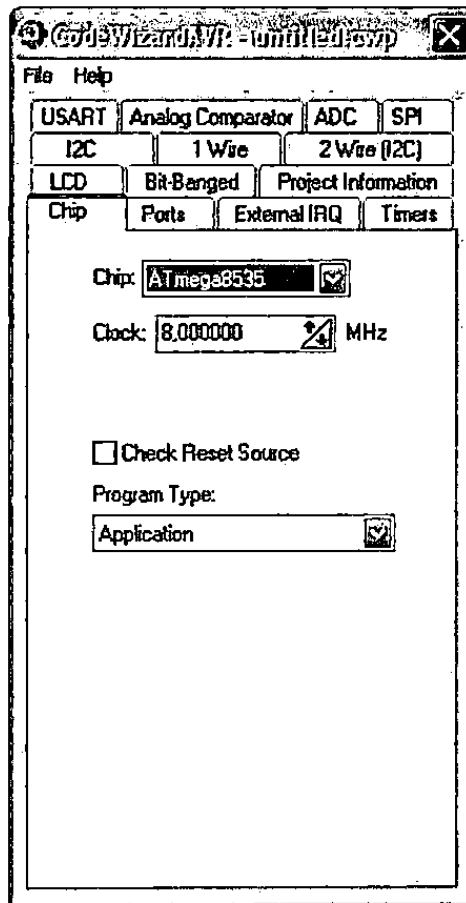 CodeWizardAVR - untitled.cwp
File Help
USART Analog Comparator ADC SPI
I2C 1 Wire 2 Wire (I2C)
LCD Bit-Banged Project Information
Chip Ports External IRQ Timers
Chip: ATmega8535
Clock: 8,000000 MHz
Check Reset Source
Program Type:
Application